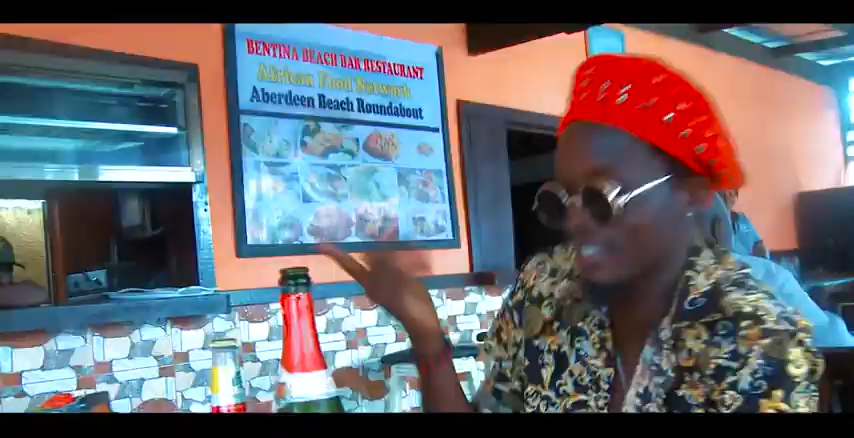 BENTINA BEACH BAR RESTAURANT
African Food Network
Aberdeen Beach Roundabout